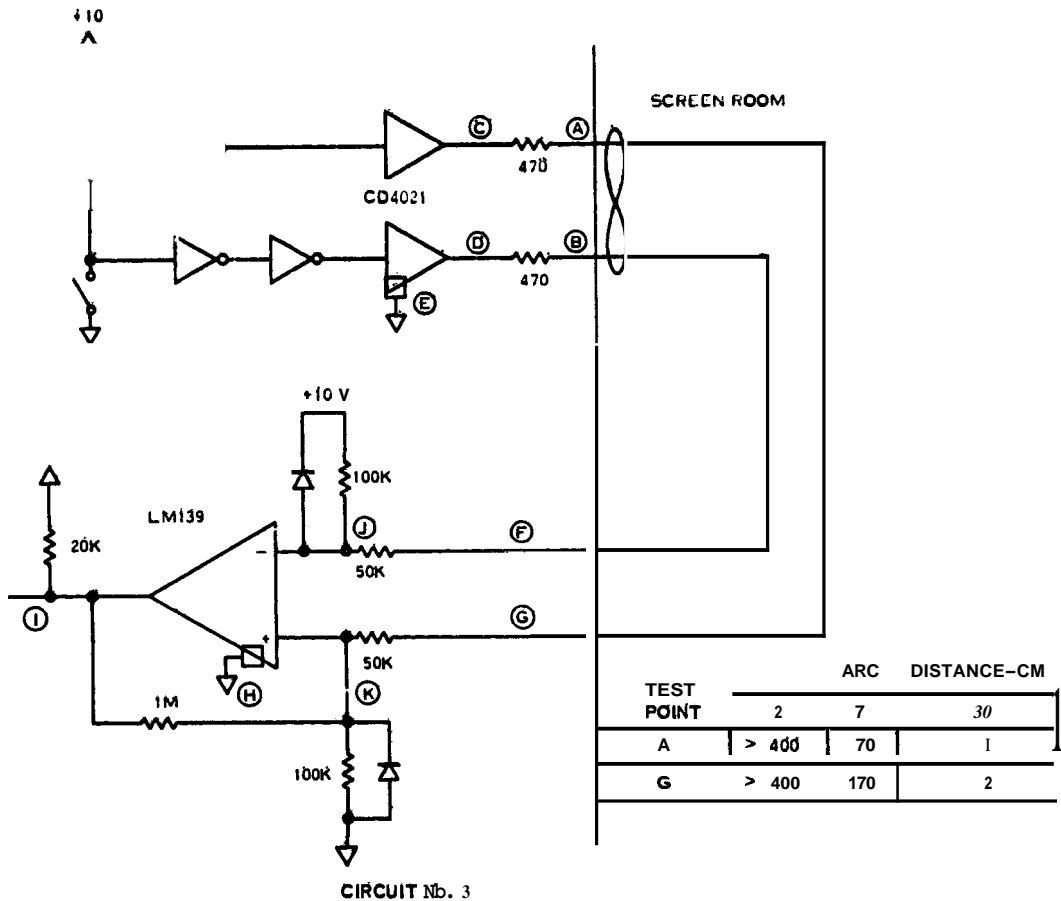 +10
SCREEN ROOM
C
A
470
CD4021
D
B
470
E
+10 V
100K
LM139
J
F
20K
−
50K
I
G
+
50K
H
K
1M
100K
ARC DISTANCE-CM
TEST POINT 2 7 30
A > 400 70 I
G > 400 170 2
CIRCUIT Nb. 3